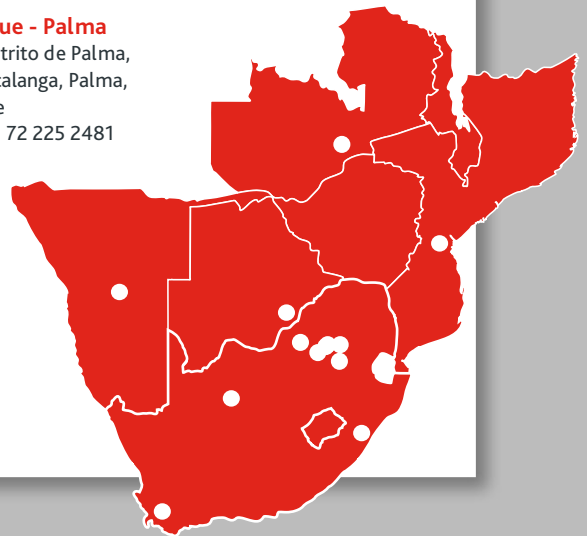 ue - Palma
trito de Palma,
alanga, Palma,
e
72 225 2481